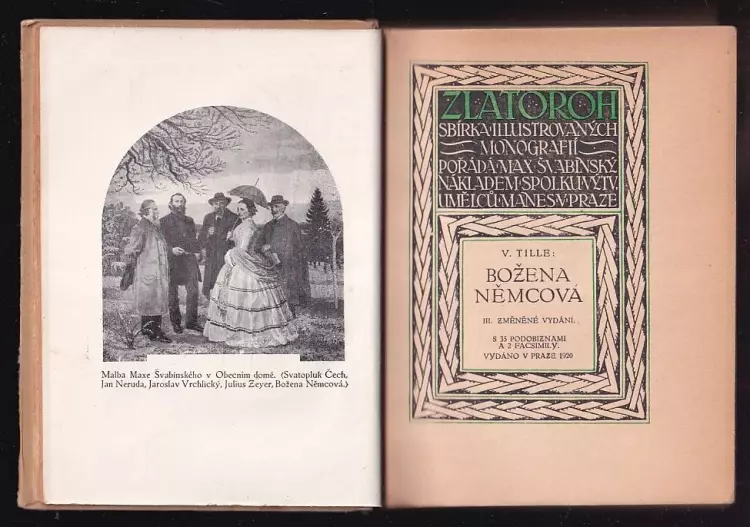 Malba Maxe Švabinského v Obecním domě. (Svatopluk Čech,
Jan Neruda, Jaroslav Vrchlický, Julius Zeyer, Božena Němcová.)
ZLATOROH
SBÍRKA·ILLUSTROVANÝCH
MONOGRAFIÍ
POŘÁDÁ·MAX·ŠVABÍNSKÝ
NÁKLADEM·SPOLKU·VÝTV.
UMĚLCŮ·MÁNES·V·PRAZE
V. TILLE:
BOŽENA
NĚMCOVÁ
III. ZMĚNĚNÉ VYDÁNÍ.
S 35 PODOBIZNAMI
A 2 FACSIMILY.
VYDÁNO V PRAZE 1920